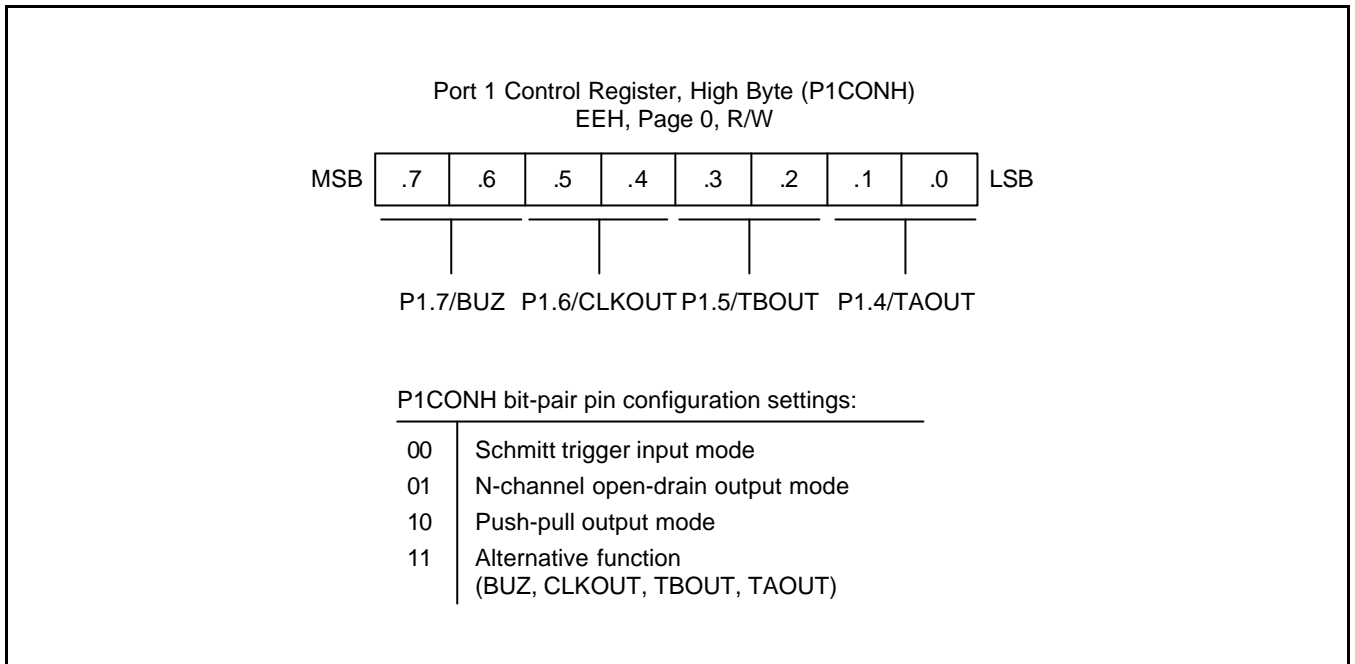 Port 1 Control Register, High Byte (P1CONH)
EEH, Page 0, R/W
MSB .7 .6 .5 .4 .3 .2 .1 .0 LSB
P1.7/BUZ P1.6/CLKOUT P1.5/TBOUT P1.4/TAOUT
P1CONH bit-pair pin configuration settings:
00 Schmitt trigger input mode
01 N-channel open-drain output mode
10 Push-pull output mode
11 Alternative function
(BUZ, CLKOUT, TBOUT, TAOUT)